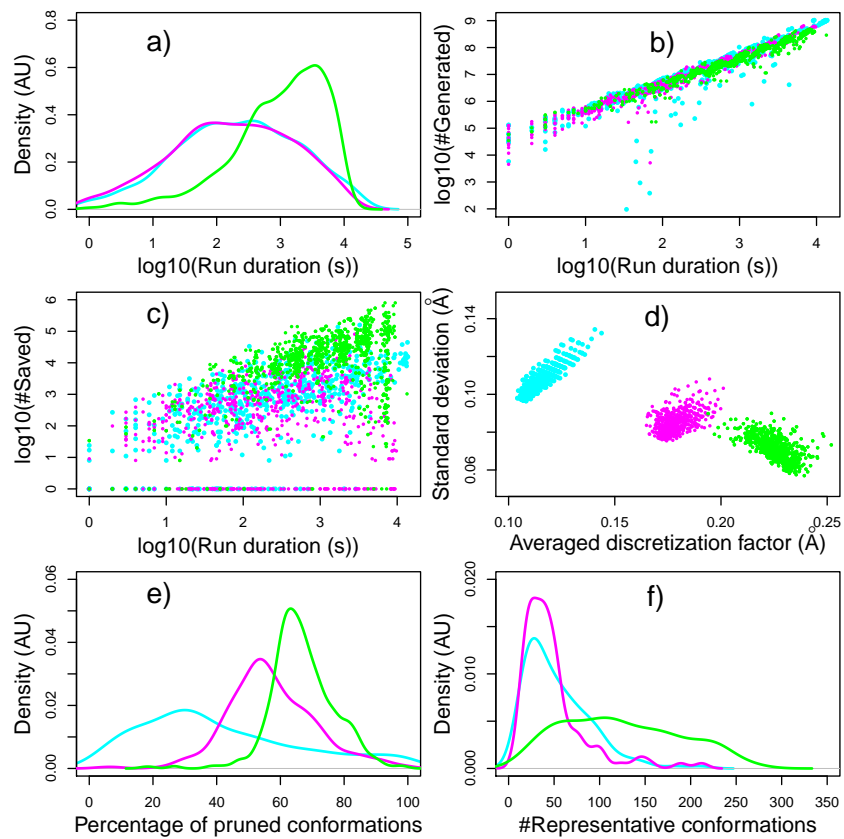 a)
Density (AU)
0.0 0.2 0.4 0.6 0.8
0 1 2 3 4 5
log10(Run duration (s))
b)
log10(#Generated)
2 3 4 5 6 7 8 9
0 1 2 3 4
log10(Run duration (s))
c)
log10(#Saved)
0 1 2 3 4 5 6
0 1 2 3 4
log10(Run duration (s))
d)
Standard deviation (Å)
0.06 0.10 0.14
0.10 0.15 0.20 0.25
Averaged discretization factor (Å)
e)
Density (AU)
0.00 0.02 0.04 0.06
0 20 40 60 80 100
Percentage of pruned conformations
f)
Density (AU)
0.000 0.010 0.020
0 50 100 150 200 250 300 350
#Representative conformations